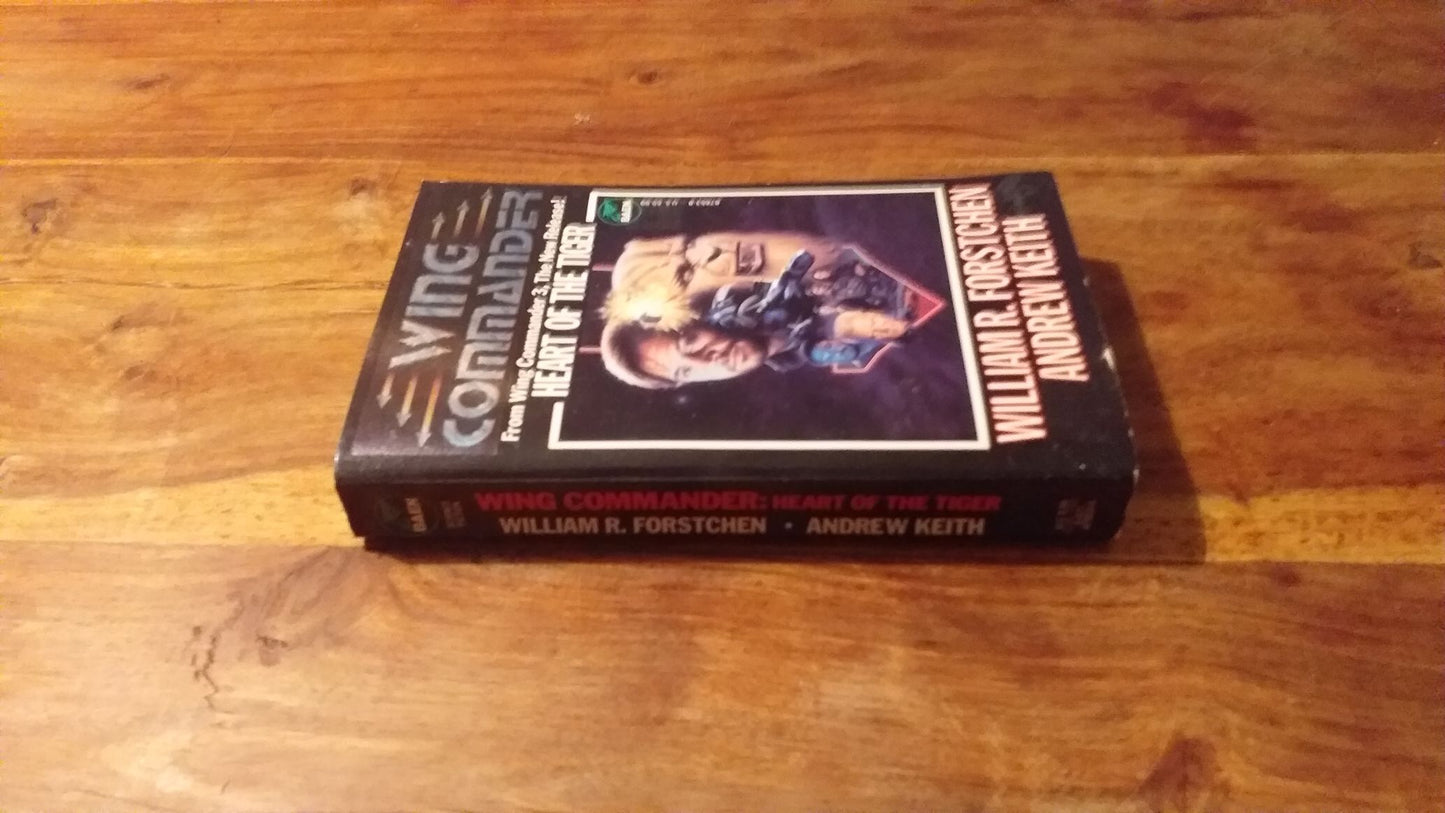 WING
COMMANDER
From Wing Commander 3, The New Release!
HEART OF THE TIGER
BAEN
WILLIAM R. FORSTCHEN
ANDREW KEITH
BAEN
WING COMMANDER: HEART OF THE TIGER
WILLIAM R. FORSTCHEN • ANDREW KEITH